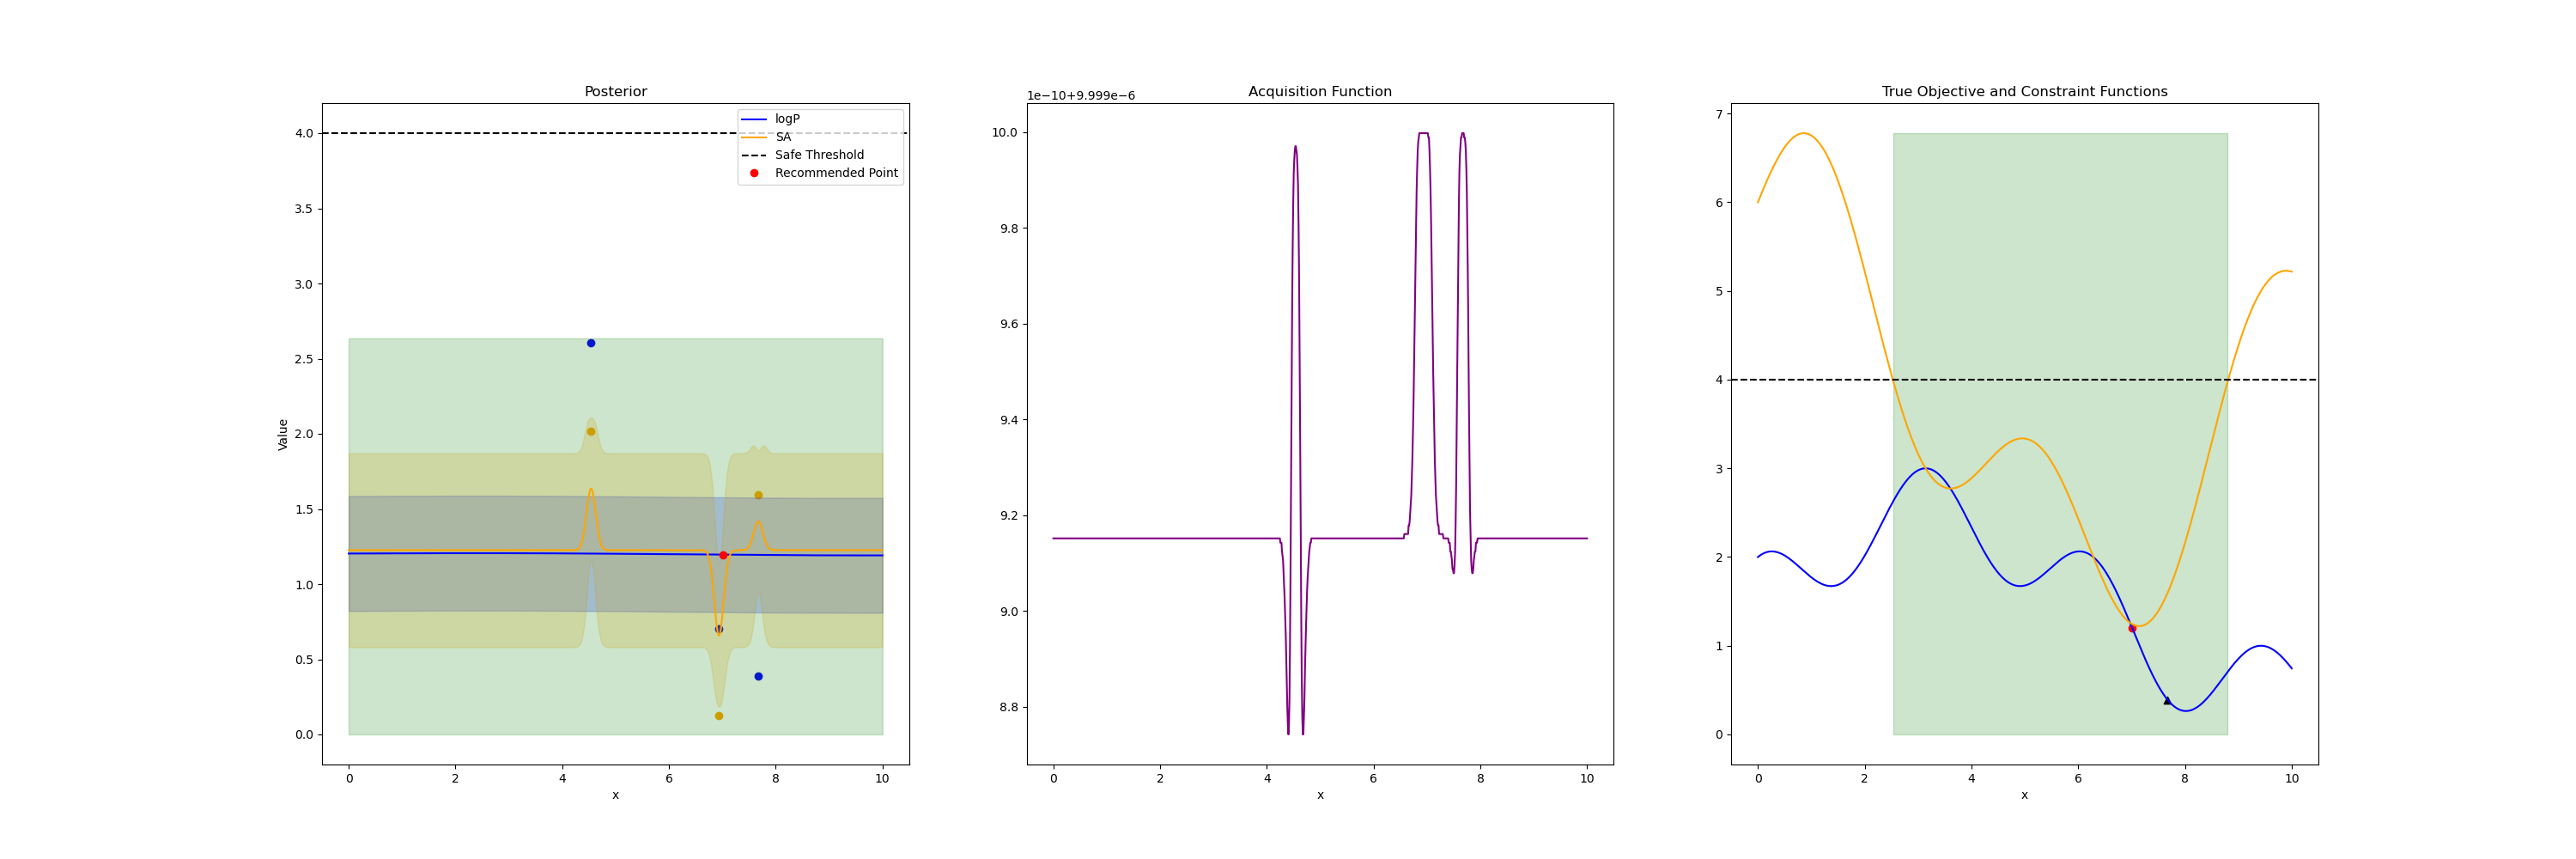 Posterior
Value
4.0
3.5
3.0
2.5
2.0
1.5
1.0
0.5
0.0
logP
SA
Safe Threshold
Recommended Point
0 2 4 6 8 10
x
Acquisition Function
1e−10+9.999e−6
10.0
9.8
9.6
9.4
9.2
9.0
8.8
0 2 4 6 8 10
x
True Objective and Constraint Functions
7
6
5
4
3
2
1
0
0 2 4 6 8 10
x